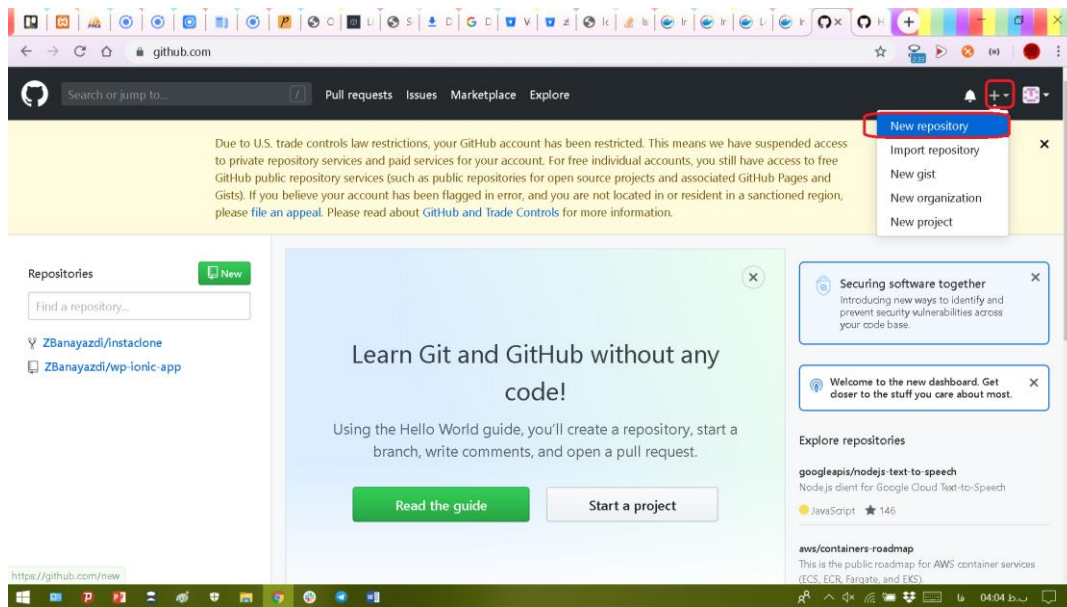 github.com
2:33
Search or jump to...
/
Pull requests Issues Marketplace Explore
New repository
Import repository
New gist
New organization
New project
Due to U.S. trade controls law restrictions, your GitHub account has been restricted. This means we have suspended access
to private repository services and paid services for your account. For free individual accounts, you still have access to free
GitHub public repository services (such as public repositories for open source projects and associated GitHub Pages and
Gists). If you believe your account has been flagged in error, and you are not located in or resident in a sanctioned region,
please file an appeal. Please read about GitHub and Trade Controls for more information.
Repositories
New
Find a repository...
ZBanayazdi/instaclone
ZBanayazdi/wp-ionic-app
Learn Git and GitHub without any
code!
Using the Hello World guide, you'll create a repository, start a
branch, write comments, and open a pull request.
Read the guide
Start a project
Securing software together
Introducing new ways to identify and
prevent security vulnerabilities across
your code base.
Welcome to the new dashboard. Get
closer to the stuff you care about most.
Explore repositories
googleapis/nodejs-text-to-speech
Node.js client for Google Cloud Text-to-Speech
JavaScript 146
aws/containers-roadmap
This is the public roadmap for AWS container services
(ECS, ECR, Fargate, and EKS).
https://github.com/new
فا
04:04 ب.ظ